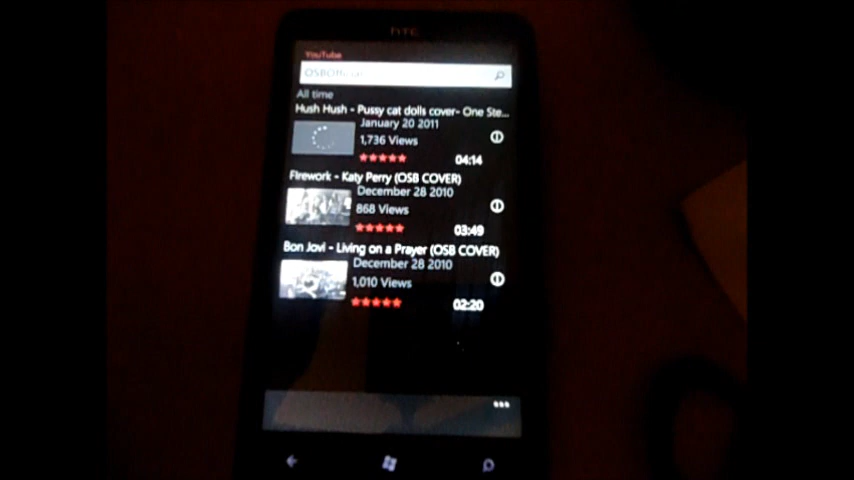 hTC
YouTube
OSBOfficial
All time
Hush Hush - Pussy cat dolls cover- One Ste...
January 20 2011
1,736 Views
04:14
Firework - Katy Perry (OSB COVER)
December 28 2010
868 Views
03:49
Bon Jovi - Living on a Prayer (OSB COVER)
December 28 2010
1,010 Views
02:20